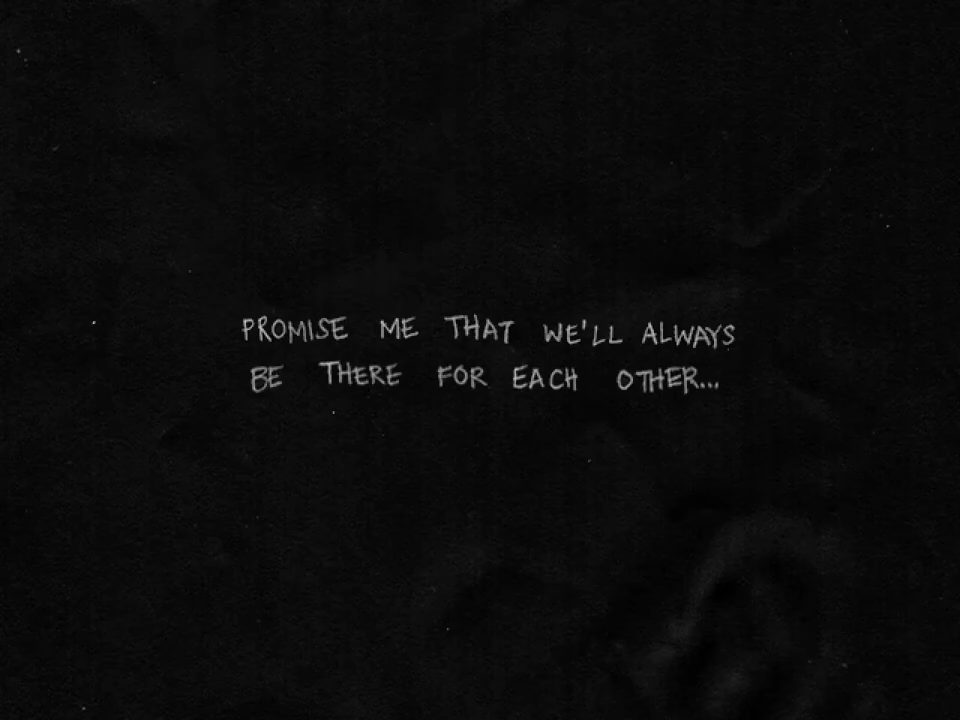 PROMISE ME THAT WE'LL ALWAYS
BE THERE FOR EACH OTHER...